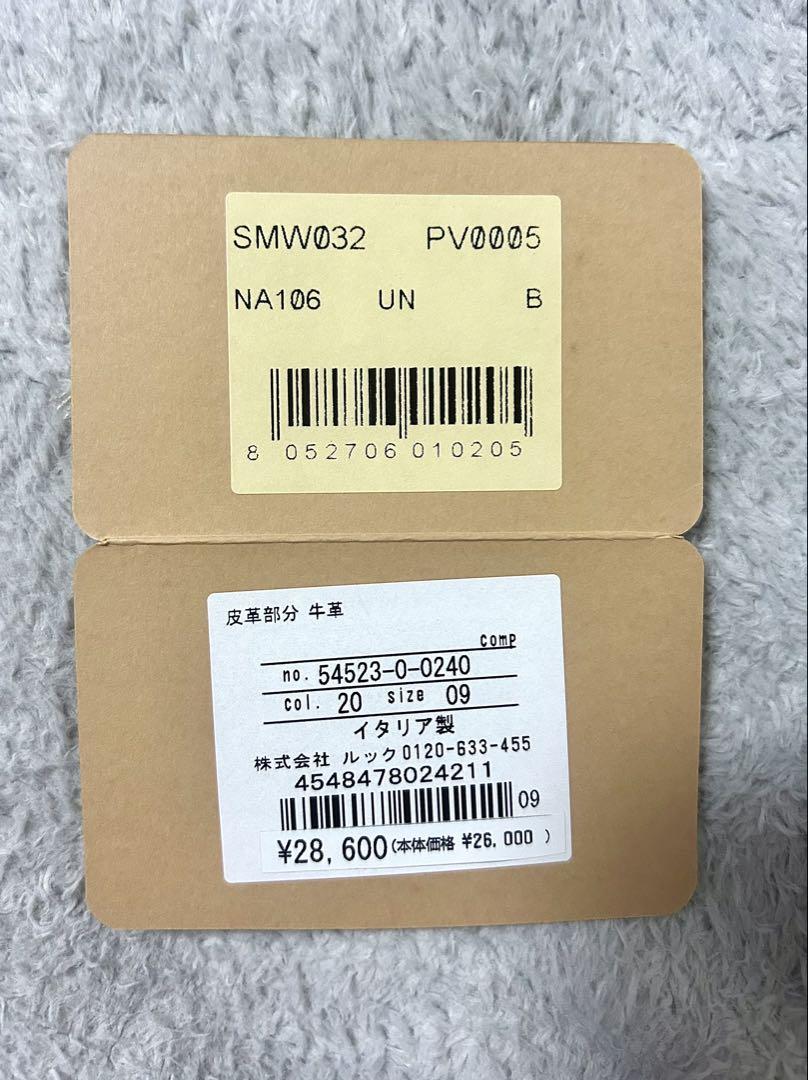 SMW032 PV0005
NA106 UN B
8 052706 010205
皮革部分 牛革
comp
no. 54523-0-0240
col. 20 size 09
イタリア製
株式会社 ルック 0120-633-455
4548478024211
09
¥28,600(本体価格 ¥26,000 )